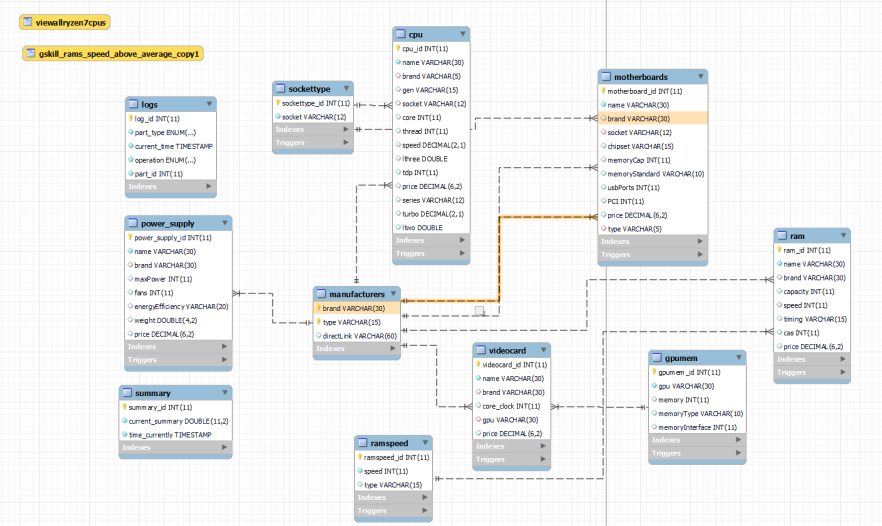 viewallryzen7cpus
gskill_rams_speed_above_average_copy1
cpu
cpu_id INT(11)
name VARCHAR(30)
brand VARCHAR(5)
gen VARCHAR(15)
socket VARCHAR(12)
core INT(11)
thread INT(11)
speed DECIMAL(2,1)
lthree DOUBLE
tdp INT(11)
price DECIMAL(6,2)
series VARCHAR(12)
turbo DECIMAL(2,1)
ltwo DOUBLE
Indexes
Triggers
sockettype
sockettype_id INT(11)
socket VARCHAR(12)
Indexes
Triggers
motherboards
motherboard_id INT(11)
name VARCHAR(30)
brand VARCHAR(30)
socket VARCHAR(12)
chipset VARCHAR(15)
memoryCap INT(11)
memoryStandard VARCHAR(10)
usbPorts INT(11)
PCI INT(11)
price DECIMAL(6,2)
type VARCHAR(5)
Indexes
Triggers
logs
log_id INT(11)
part_type ENUM(...)
current_time TIMESTAMP
operation ENUM(...)
part_id INT(11)
Indexes
power_supply
power_supply_id INT(11)
name VARCHAR(30)
brand VARCHAR(30)
maxPower INT(11)
fans INT(11)
energyEfficiency VARCHAR(20)
weight DOUBLE(4,2)
price DECIMAL(6,2)
Indexes
Triggers
manufacturers
brand VARCHAR(30)
type VARCHAR(15)
directLink VARCHAR(60)
Indexes
ram
ram_id INT(11)
name VARCHAR(30)
brand VARCHAR(30)
capacity INT(11)
speed INT(11)
timing VARCHAR(15)
cas INT(11)
price DECIMAL(6,2)
Indexes
Triggers
videocard
videocard_id INT(11)
name VARCHAR(30)
brand VARCHAR(30)
core_clock INT(11)
gpu VARCHAR(30)
price DECIMAL(6,2)
Indexes
Triggers
gpumem
gpumem_id INT(11)
gpu VARCHAR(30)
memory INT(11)
memoryType VARCHAR(10)
memoryInterface INT(11)
Indexes
Triggers
summary
summary_id INT(11)
current_summary DOUBLE(11,2)
time_currently TIMESTAMP
Indexes
ramspeed
ramspeed_id INT(11)
speed INT(11)
type VARCHAR(15)
Indexes
Triggers